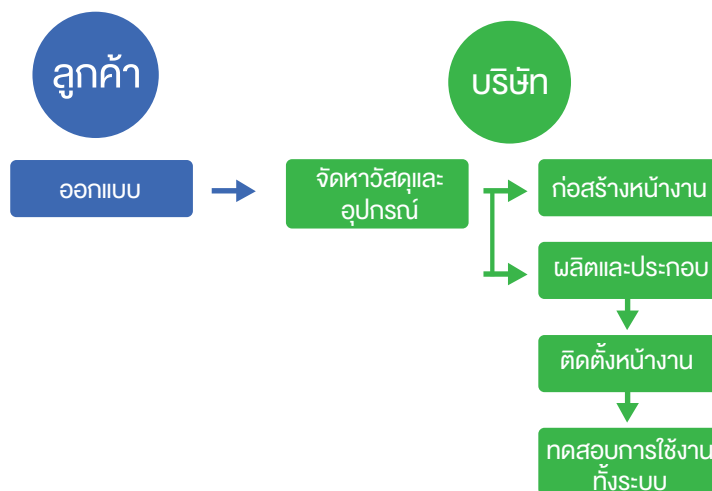 ลูกค้า
บริษัท
ออกแบบ
จัดหาวัสดุและ
อุปกรณ์
ก่อสร้างหน้างาน
ผลิตและประกอบ
ติดตั้งหน้างาน
ทดสอบการใช้งาน
ทั้งระบบ